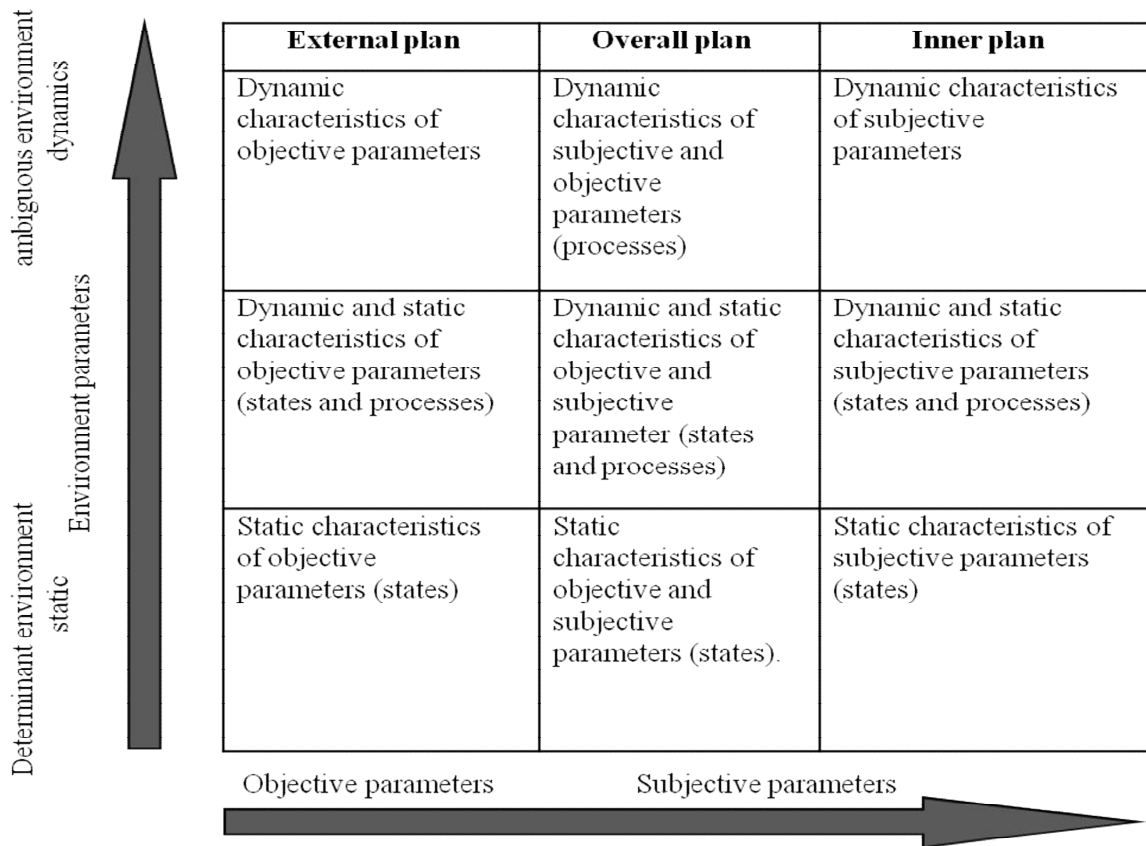 External plan
Overall plan
Inner plan
Dynamic
characteristics of
objective parameters
Dynamic
characteristics of
subjective and
objective
parameters
(processes)
Dynamic characteristics
of subjective
parameters
Dynamic and static
characteristics of
objective parameters
(states and processes)
Dynamic and static
characteristics of
objective and
subjective
parameter (states
and processes)
Dynamic and static
characteristics of
subjective parameters
(states and processes)
Static characteristics
of objective
parameters (states)
Static
characteristics of
objective and
subjective
parameters (states).
Static characteristics of
subjective parameters
(states)
ambiguous environment
dynamics
Environment parameters
Determinant environment
static
Objective parameters
Subjective parameters